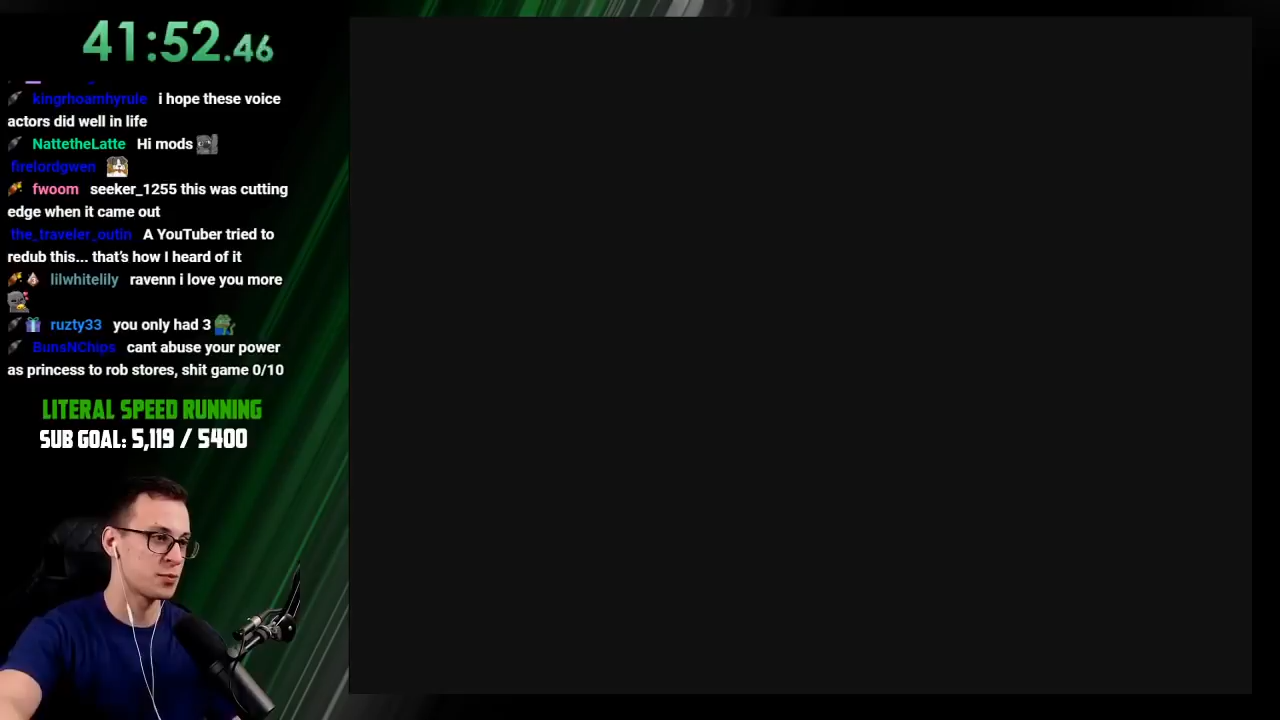 41:52.46
kingrhoamhyrule i hope these voice
actors did well in life
NattetheLatte Hi mods
firelordgwen
fwoom seeker_1255 this was cutting
edge when it came out
the_traveler_outin A YouTuber tried to
redub this... that's how I heard of it
lilwhitelily ravenn i love you more
ruzty33 you only had 3
BunsNChips cant abuse your power
as princess to rob stores, shit game 0/10
LITERAL SPEED RUNNING
SUB GOAL: 5,119 / 5400